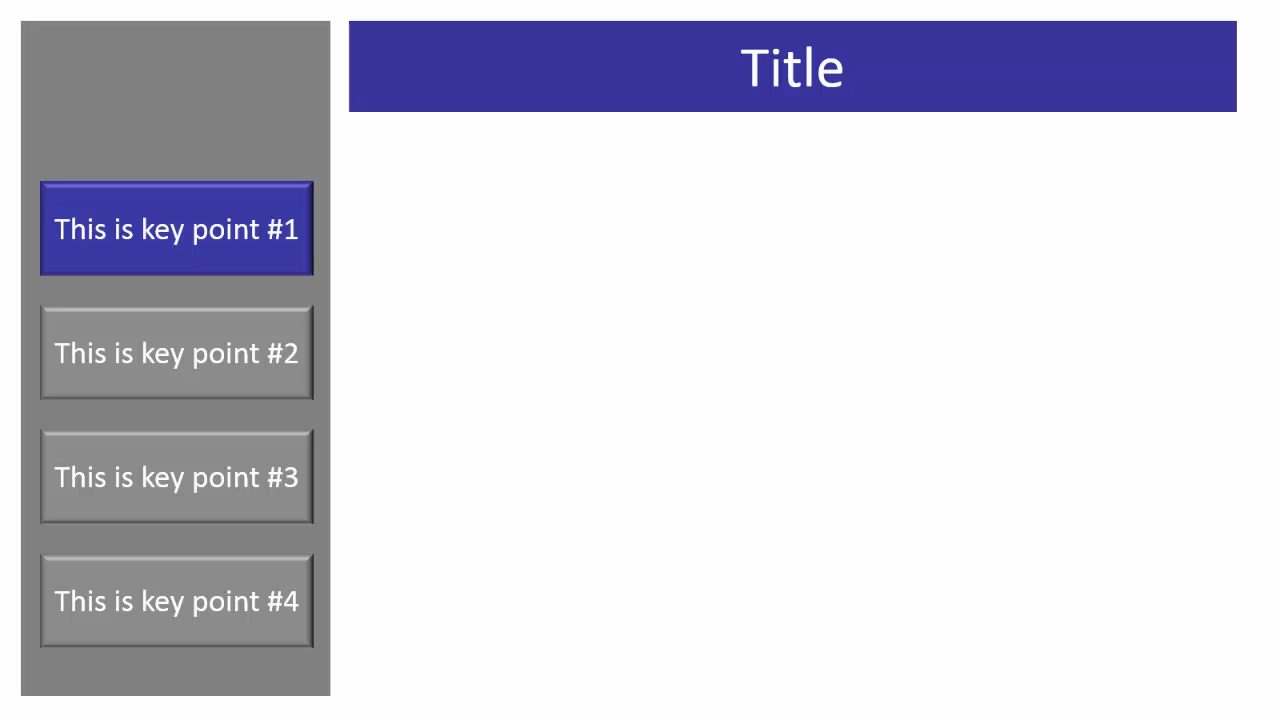 Title
This is key point #1
This is key point #2
This is key point #3
This is key point #4